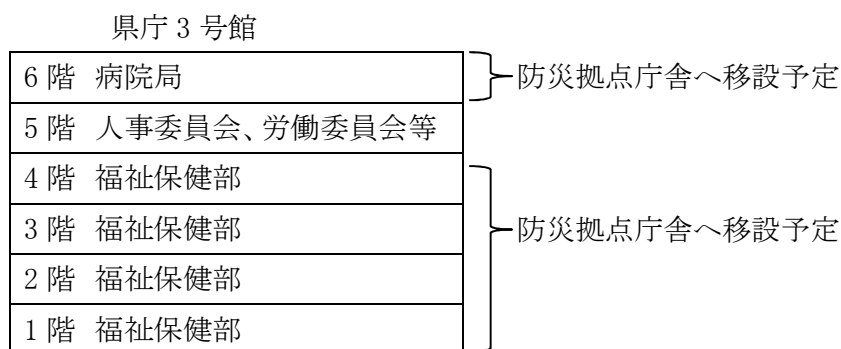 県庁3号館
6階 病院局
防災拠点庁舎へ移設予定
5階 人事委員会、労働委員会等
4階 福祉保健部
3階 福祉保健部
防災拠点庁舎へ移設予定
2階 福祉保健部
1階 福祉保健部